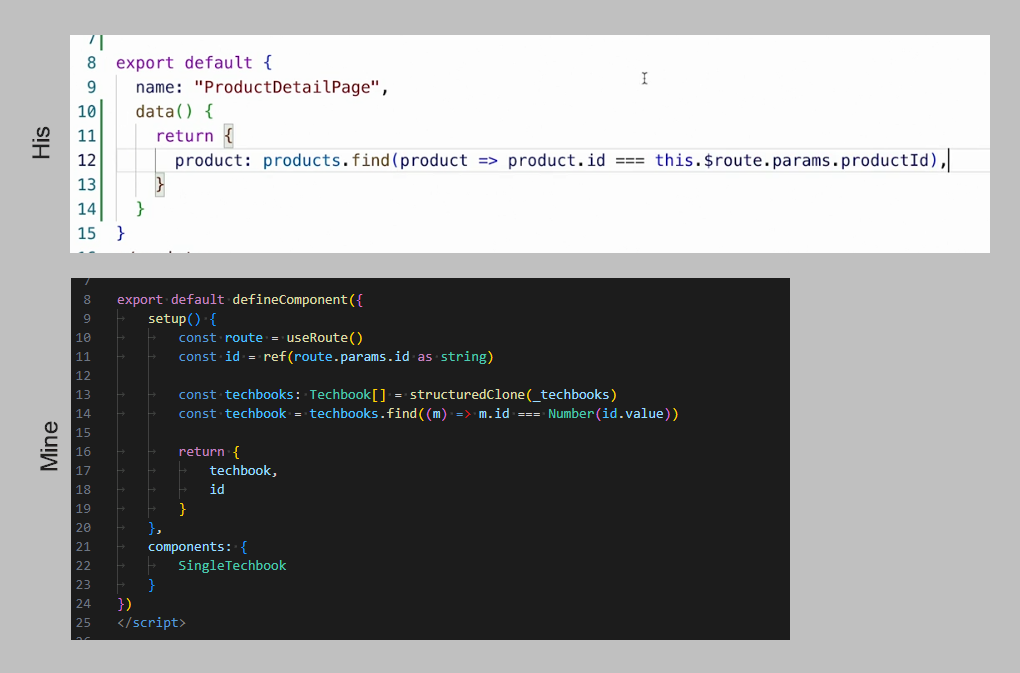 His
7
8 export default {
9 name: "ProductDetailPage",
10 data() {
11 return {
12 product: products.find(product => product.id === this.$route.params.productId),
13 }
14 }
15 }
Mine
7
8 export default defineComponent({
9 setup() {
10 const route = useRoute()
11 const id = ref(route.params.id as string)
12
13 const techbooks: Techbook[] = structuredClone(_techbooks)
14 const techbook = techbooks.find((m) => m.id === Number(id.value))
15
16 return {
17 techbook,
18 id
19 }
20 },
21 components: {
22 SingleTechbook
23 }
24 })
25 </script>